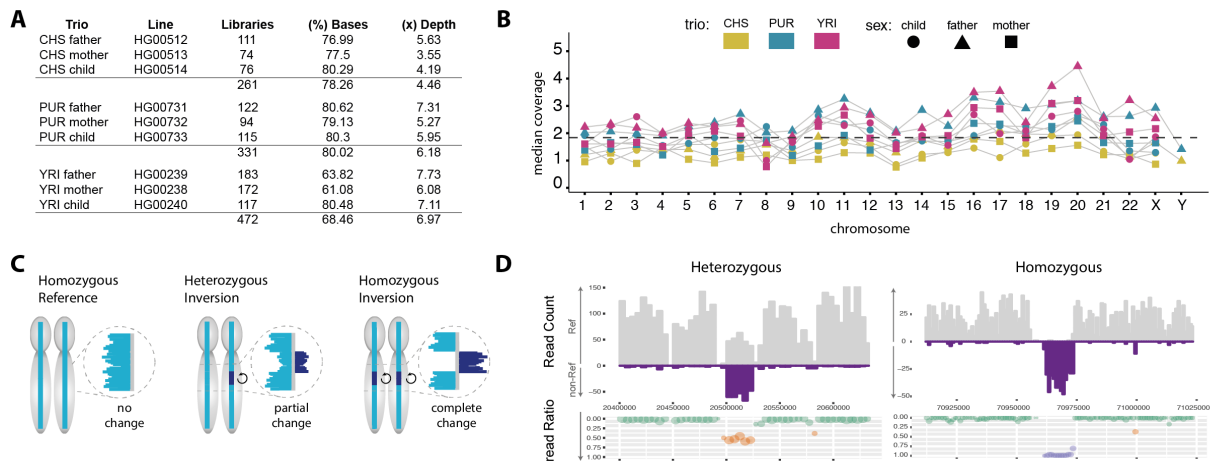 A
Trio Line Libraries (%) Bases (x) Depth
CHS father HG00512 111 76.99 5.63
CHS mother HG00513 74 77.5 3.55
CHS child HG00514 76 80.29 4.19
261 78.26 4.46
PUR father HG00731 122 80.62 7.31
PUR mother HG00732 94 79.13 5.27
PUR child HG00733 115 80.3 5.95
331 80.02 6.18
YRI father HG00239 183 63.82 7.73
YRI mother HG00238 172 61.08 6.08
YRI child HG00240 117 80.48 7.11
472 68.46 6.97
B
trio: CHS PUR YRI sex: child father mother
median coverage
5
4
3
2
1
0
1 2 3 4 5 6 7 8 9 10 11 12 13 14 15 16 17 18 19 20 21 22 X Y
chromosome
C
Homozygous
Reference
no
change
Heterozygous
Inversion
partial
change
Homozygous
Inversion
complete
change
D
Heterozygous
Read Count
Ref
non-Ref
150
100
50
0
−50
20400000 20450000 20500000 20550000 20600000
read Ratio
0.00
0.25
0.50
0.75
1.00
Homozygous
25
0
−25
−50
70925000 70950000 70975000 71000000 71025000
0.00
0.25
0.50
0.75
1.00